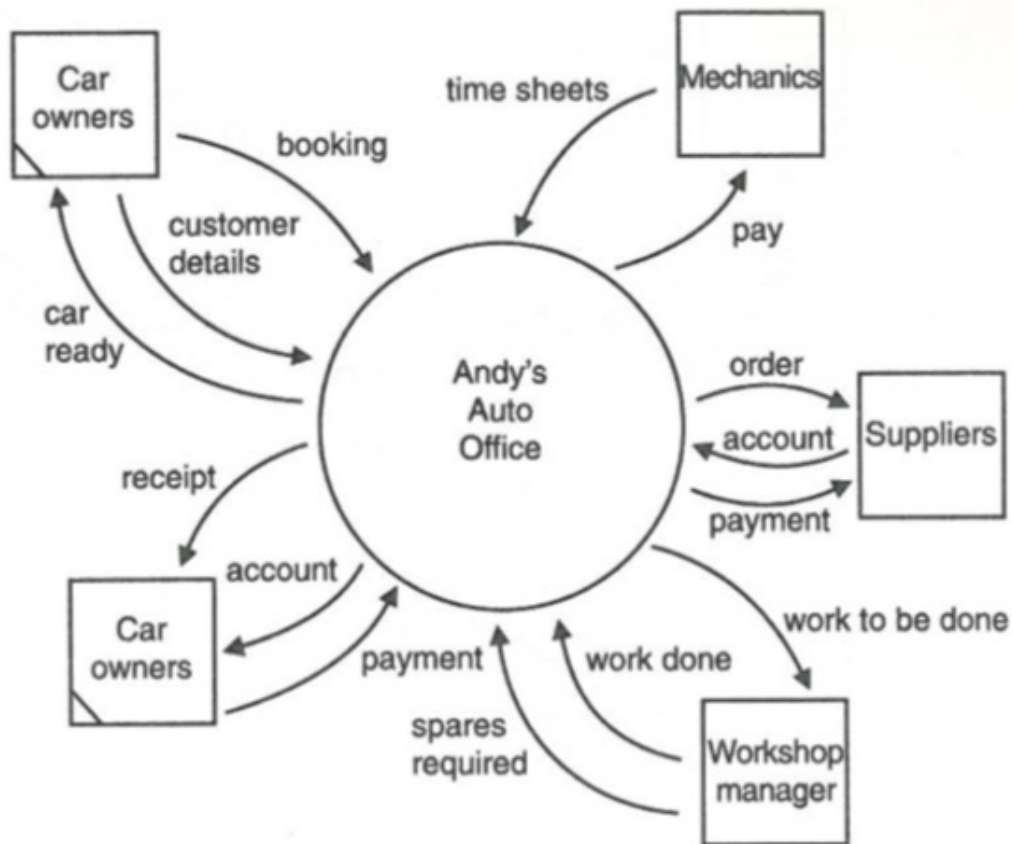 Car
owners
Mechanics
time sheets
booking
customer
details
pay
car
ready
Andy's
Auto
Office
order
account
Suppliers
payment
receipt
account
Car
owners
payment
work done
work to be done
spares
required
Workshop
manager